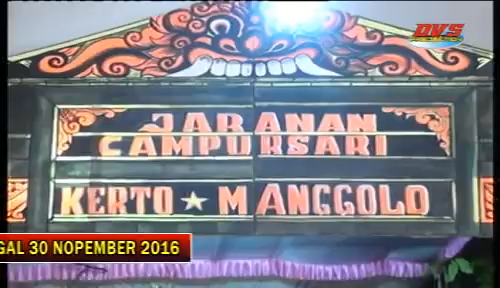 DVS
JARANAN
CAMPURSARI
KERTO ★ MANGGOLO
GAL 30 NOPEMBER 2016